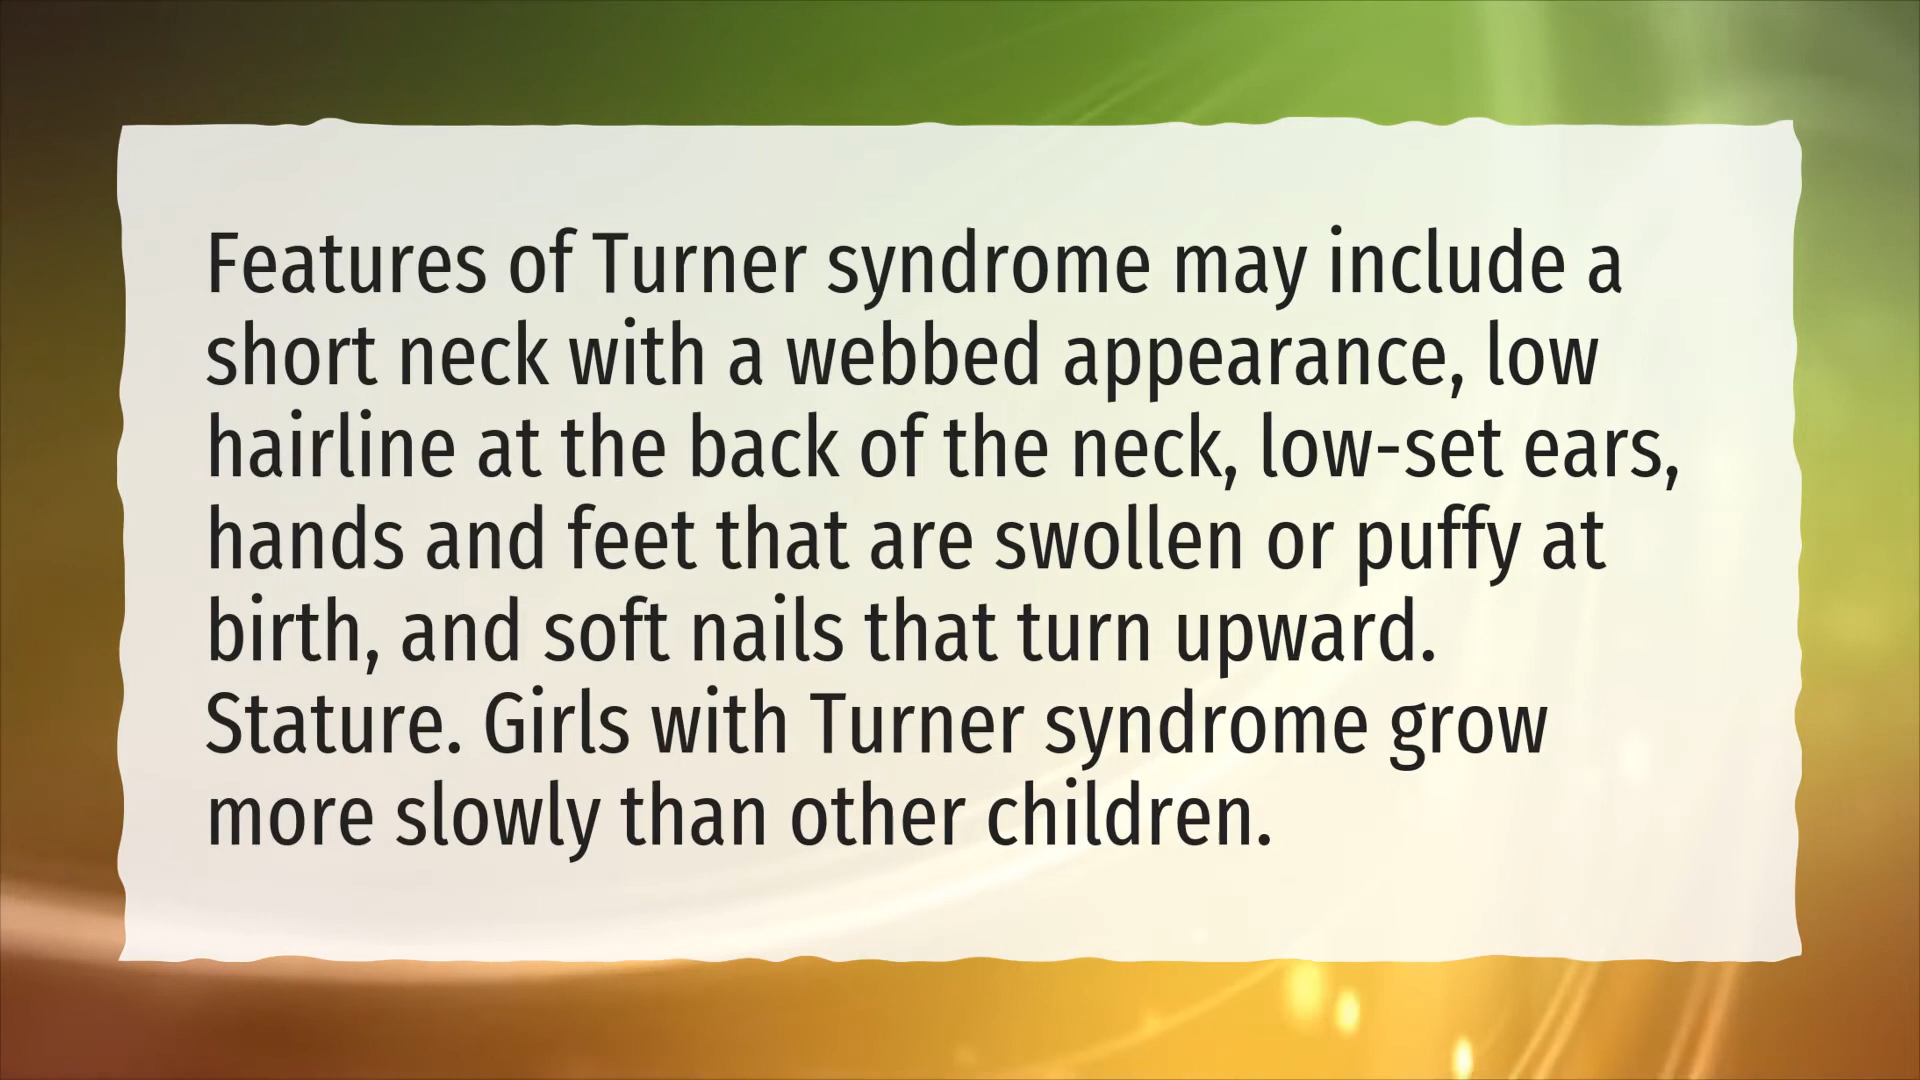 Features of Turner syndrome may include a
short neck with a webbed appearance, low
hairline at the back of the neck, low-set ears,
hands and feet that are swollen or puffy at
birth, and soft nails that turn upward.
Stature. Girls with Turner syndrome grow
more slowly than other children.